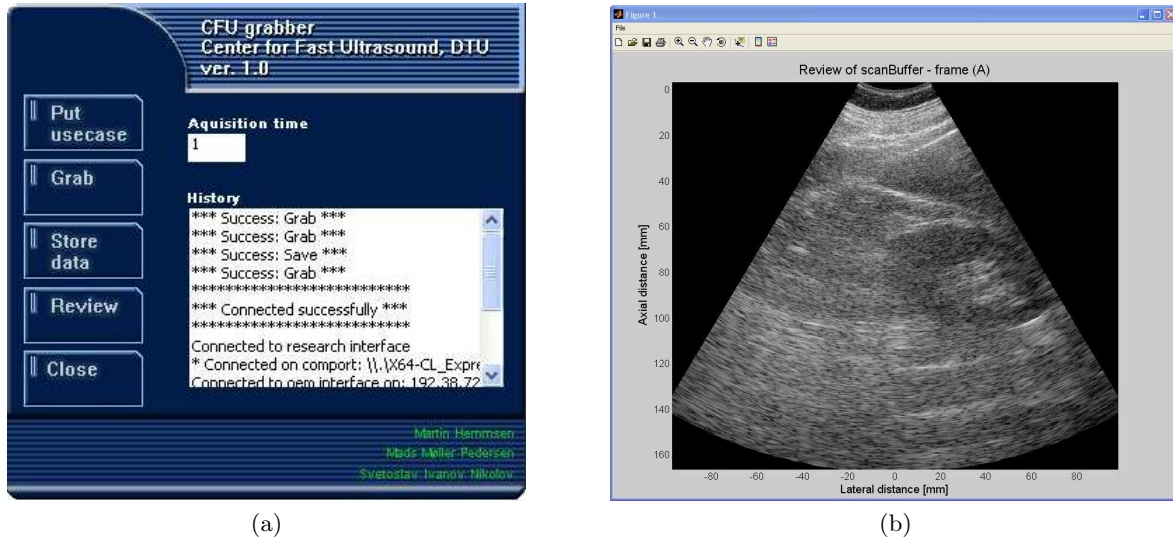 CFU grabber
Center for Fast Ultrasound, DTU
ver. 1.0
Put
usecase
Grab
Store
data
Review
Close
Aquisition time
1
History
*** Success: Grab ***
*** Success: Grab ***
*** Success: Save ***
*** Success: Grab ***
***************************
*** Connected successfully ***
***************************
Connected to research interface
* Connected on comport: \\.\X64-CL_Expre
Connected to oem interface on: 192.38.72
Martin Hemmsen
Mads Møller Pedersen
Svetoslav Ivanov Nikolov
(a)
Figure 1
File
Review of scanBuffer - frame (A)
Axial distance [mm]
0
20
40
60
80
100
120
140
160
-80 -60 -40 -20 0 20 40 60 80
Lateral distance [mm]
(b)